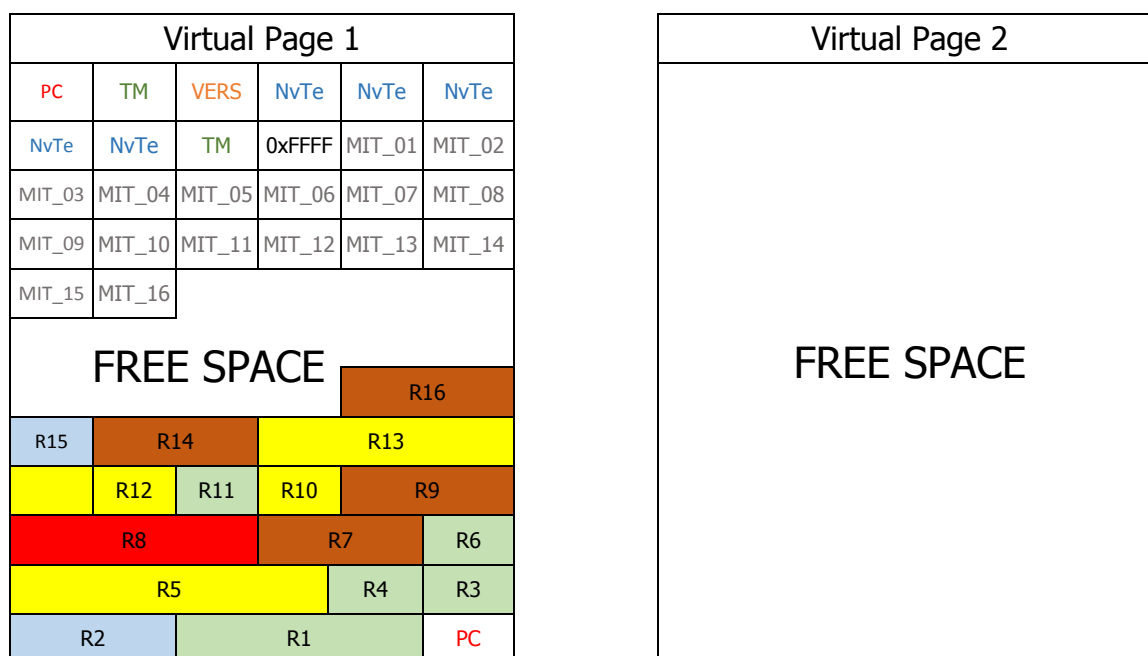 Virtual Page 1
PC TM VERS NvTe NvTe NvTe
NvTe NvTe TM 0xFFFF MIT_01 MIT_02
MIT_03 MIT_04 MIT_05 MIT_06 MIT_07 MIT_08
MIT_09 MIT_10 MIT_11 MIT_12 MIT_13 MIT_14
MIT_15 MIT_16
FREE SPACE
R16
R15 R14 R13
R12 R11 R10 R9
R8 R7 R6
R5 R4 R3
R2 R1 PC
Virtual Page 2
FREE SPACE